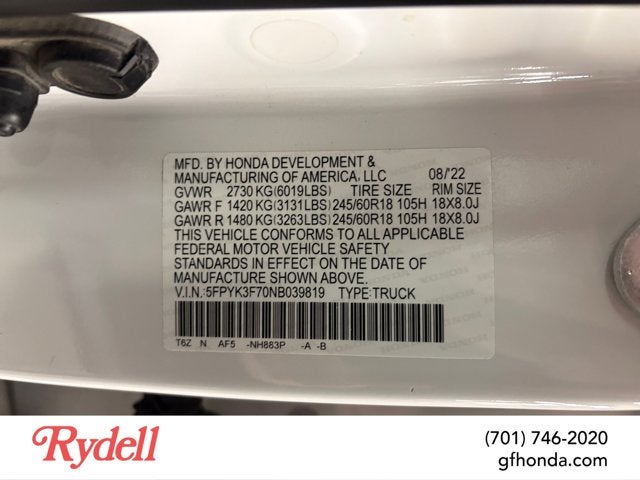 MFD. BY HONDA DEVELOPMENT &
MANUFACTURING OF AMERICA, LLC 08/'22
GVWR 2730 KG(6019LBS) TIRE SIZE RIM SIZE
GAWR F 1420 KG(3131LBS) 245/60R18 105H 18X8.0J
GAWR R 1480 KG(3263LBS) 245/60R18 105H 18X8.0J
THIS VEHICLE CONFORMS TO ALL APPLICABLE
FEDERAL MOTOR VEHICLE SAFETY
STANDARDS IN EFFECT ON THE DATE OF
MANUFACTURE SHOWN ABOVE.
V.I.N.:5FPYK3F70NB039819 TYPE:TRUCK
T6Z N AF5 -NH883P -A -B
Rydell
(701) 746-2020
gfhonda.com